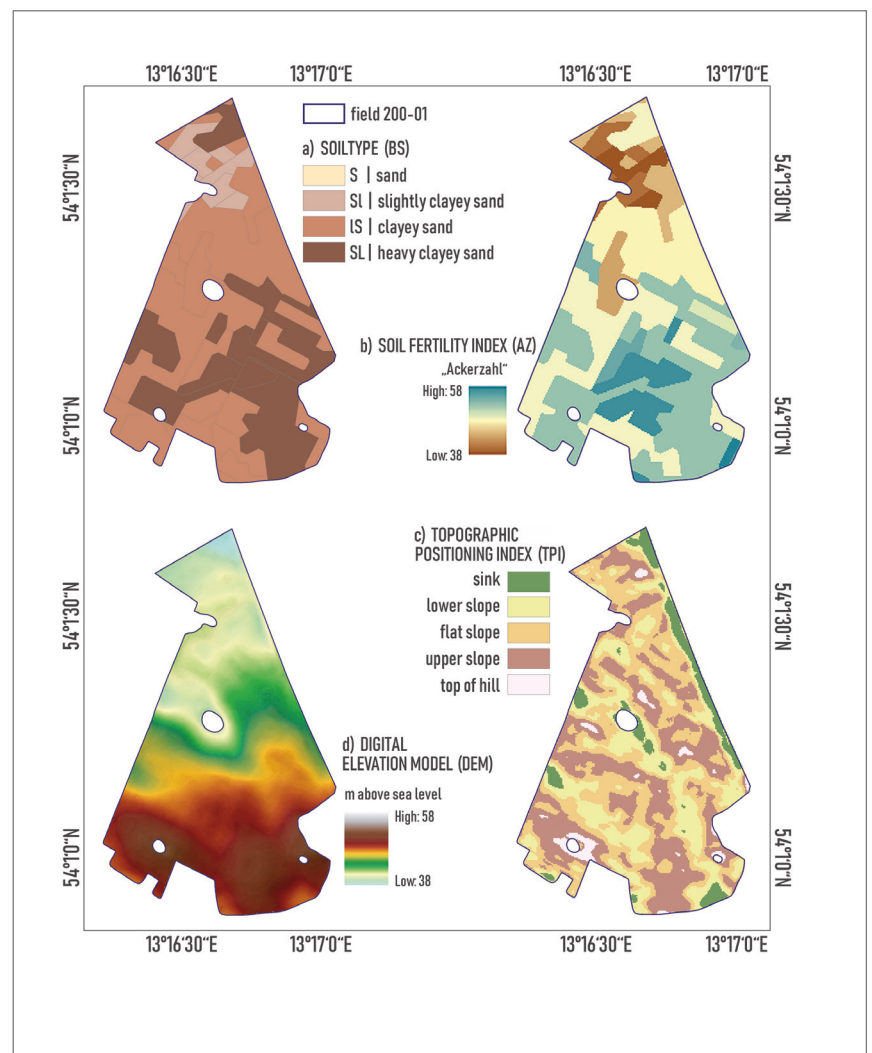 13°16‘30“E
13°17‘0“E
13°16‘30“E
13°17‘0“E
field 200-01
a) SOILTYPE (BS)
S | sand
Sl | slightly clayey sand
lS | clayey sand
SL | heavy clayey sand
54°1‘30“N
54°1‘30“N
b) SOIL FERTILITY INDEX (AZ)
„Ackerzahl“
High: 58
Low: 38
54°1‘0“N
54°1‘0“N
c) TOPOGRAPHIC
POSITIONING INDEX (TPI)
sink
lower slope
flat slope
upper slope
top of hill
54°1‘30“N
54°1‘30“N
d) DIGITAL
ELEVATION MODEL (DEM)
m above sea level
High: 58
Low: 38
54°1‘0“N
54°1‘0“N
13°16‘30“E
13°17‘0“E
13°16‘30“E
13°17‘0“E